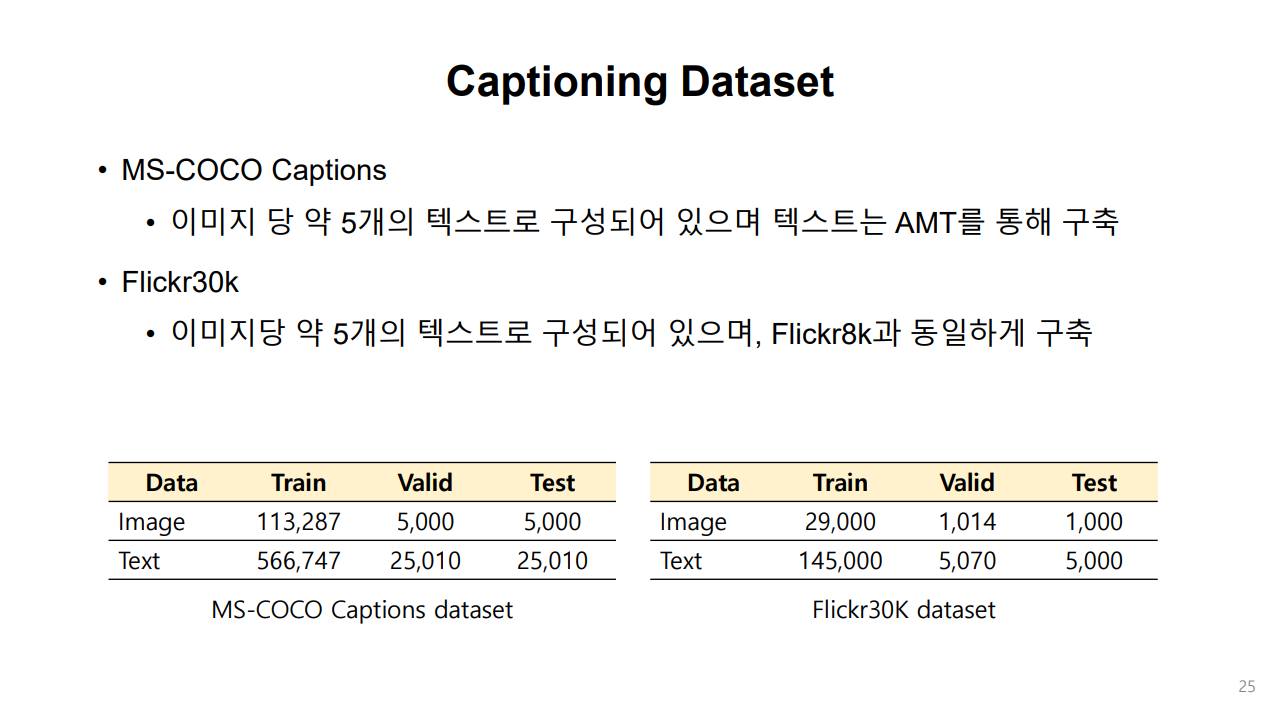 Captioning Dataset
• MS-COCO Captions
• 이미지 당 약 5개의 텍스트로 구성되어 있으며 텍스트는 AMT를 통해 구축
• Flickr30k
• 이미지당 약 5개의 텍스트로 구성되어 있으며, Flickr8k과 동일하게 구축
Data Train Valid Test
Image 113,287 5,000 5,000
Text 566,747 25,010 25,010
MS-COCO Captions dataset
Data Train Valid Test
Image 29,000 1,014 1,000
Text 145,000 5,070 5,000
Flickr30K dataset
25